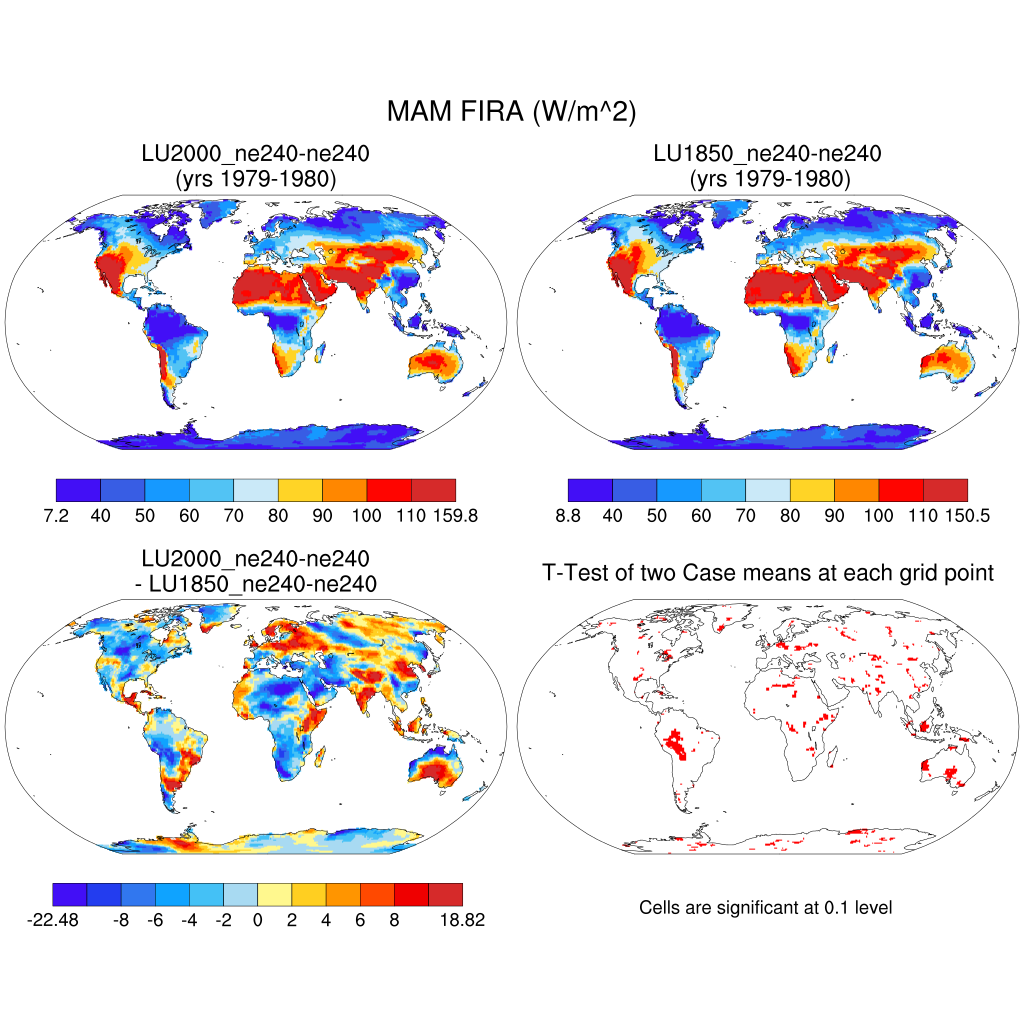 MAM FIRA (W/m^2)
LU2000_ne240-ne240
(yrs 1979-1980)
LU1850_ne240-ne240
(yrs 1979-1980)
7.2 40 50 60 70 80 90 100 110 159.8
8.8 40 50 60 70 80 90 100 110 150.5
LU2000_ne240-ne240
- LU1850_ne240-ne240
T-Test of two Case means at each grid point
-22.48 -8 -6 -4 -2 0 2 4 6 8 18.82
Cells are significant at 0.1 level